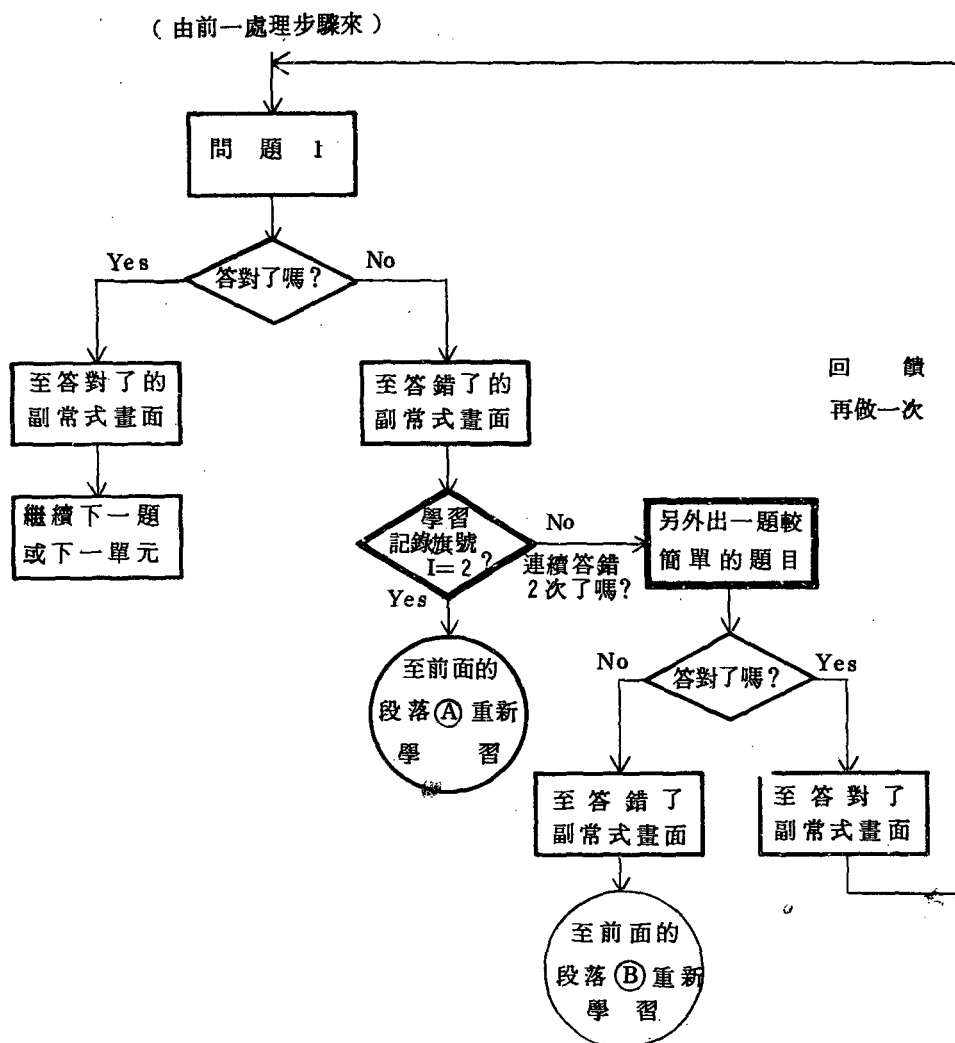 （由前一處理步驟來）
問題 1
答對了嗎？
Yes
No
至答對了的
副常式畫面
繼續下一題
或下一單元
至答錯了的
副常式畫面
回饋
再做一次
學習
記錄旗號
I＝2？
No
連續答錯
2次了嗎？
Yes
另外出一題較
簡單的題目
至前面的
段落Ⓐ重新
學習
答對了嗎？
No
Yes
至答錯了
副常式畫面
至答對了
副常式畫面
至前面的
段落Ⓑ重新
學習